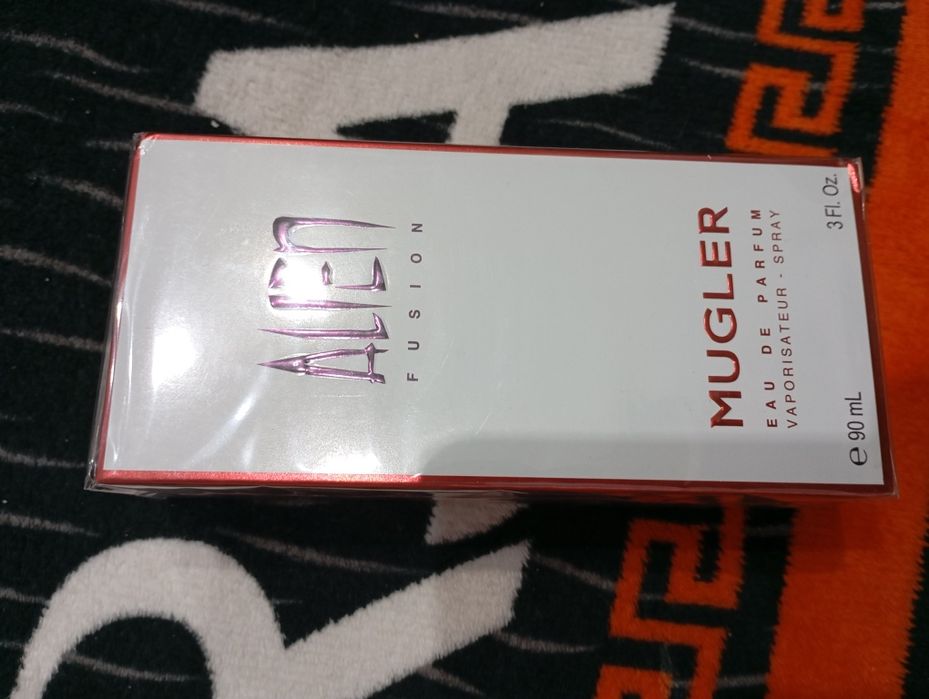 ALIEN
FUSION
MUGLER
EAU DE PARFUM
VAPORISATEUR - SPRAY
e 90 mL 3 Fl. Oz.